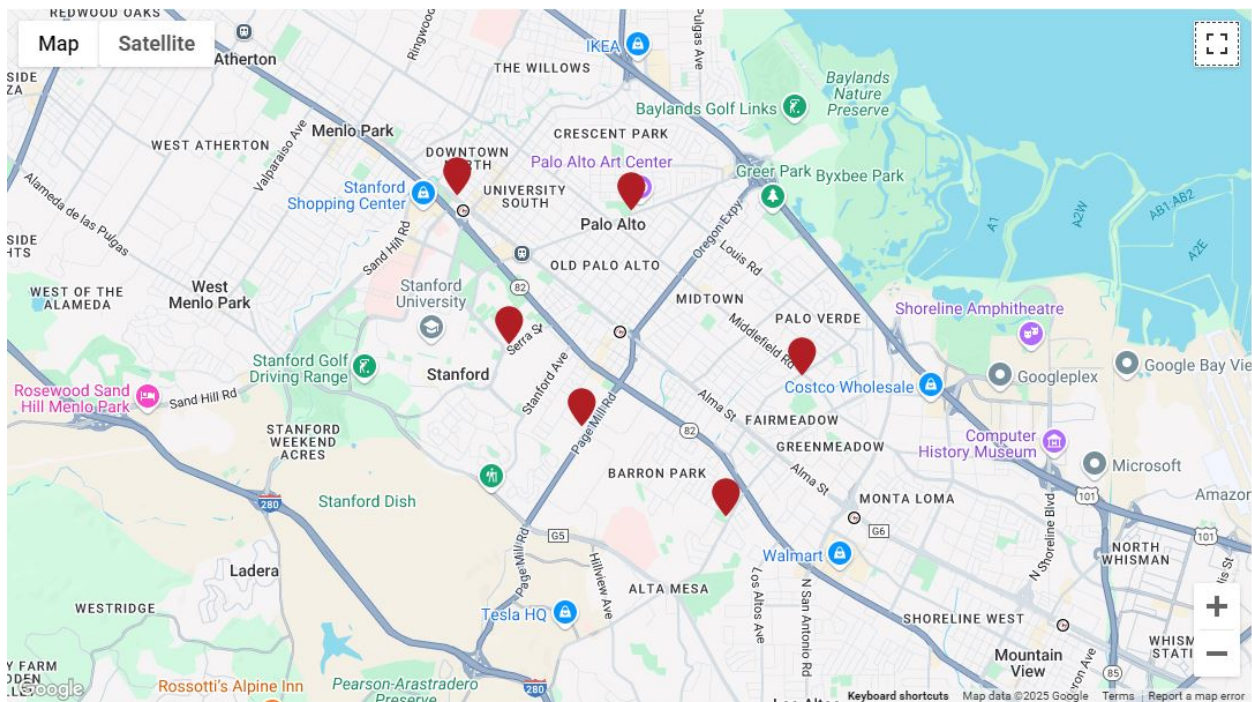 REDWOOD OAKS
Map
Satellite
Atherton
Ringwood
IKEA
Pulgas Ave
THE WILLOWS
SIDE
ZA
Baylands
Nature
Preserve
Baylands Golf Links
Menlo Park
CRESCENT PARK
WEST ATHERTON
Valparaiso Ave
DOWNTOWN
Palo Alto Art Center
Greer Park
Byxbee Park
Stanford
Shopping Center
UNIVERSITY
SOUTH
Alameda de las Pulgas
Palo Alto
Oregon Expy
A1
A2W
AB1-AB2
A2E
SIDE
HTS
Sand Hill Rd
Louis Rd
OLD PALO ALTO
WEST OF THE
ALAMEDA
West
Menlo Park
Stanford
University
82
MIDTOWN
Shoreline Amphitheatre
PALO VERDE
Middlefield Rd
Serra St
Stanford Golf
Driving Range
Stanford
Stanford Ave
Google Bay Vie
Googleplex
Costco Wholesale
Rosewood Sand
Hill Menlo Park
Sand Hill Rd
Alma St
Page Mill Rd
FAIRMEADOW
STANFORD
WEEKEND
ACRES
82
GREENMEADOW
Computer
History Museum
BARRON PARK
Alma St
Microsoft
Stanford Dish
280
MONTA LOMA
101
Amazon
G5
G6
101
Page Mill Rd
Hillview Ave
Walmart
N Shoreline Blvd
NORTH
WHISMAN
Ladera
ALTA MESA
Los Altos Ave
N San Antonio Rd
WESTRIDGE
Tesla HQ
SHORELINE WEST
+
WHISM
STATI
Mountain
View
−
85
Y FARM
Google
Rossotti's Alpine Inn
Pearson-Arastradero
Preserve
280
Keyboard shortcuts
Map data ©2025 Google
Terms
Report a map error